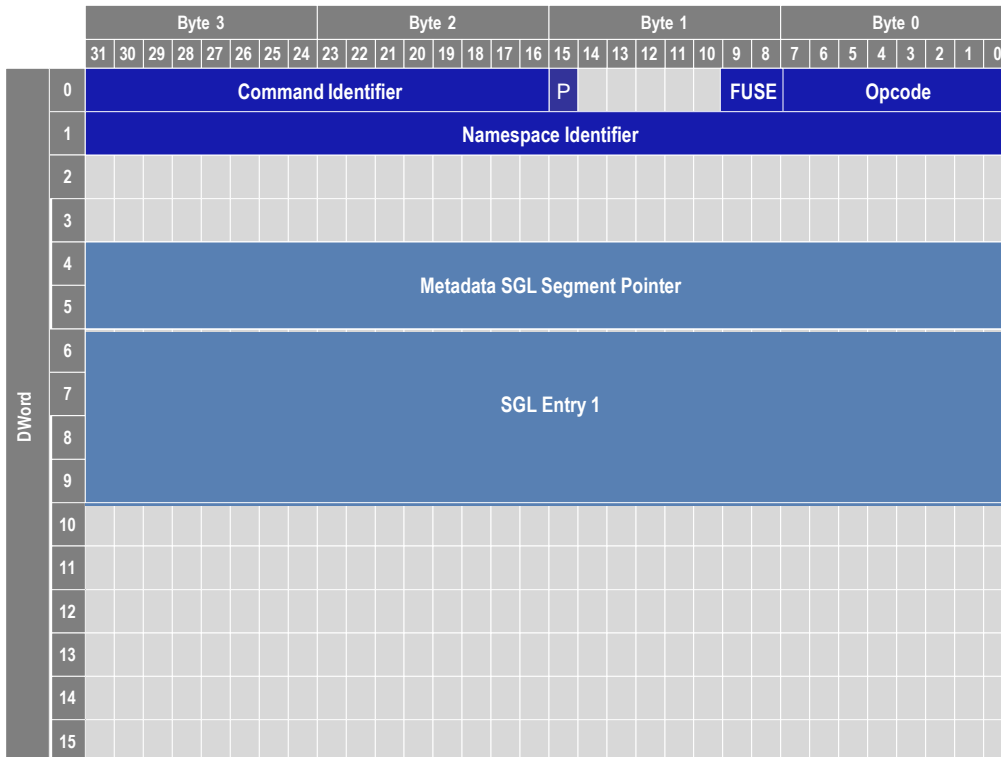 Byte 3 Byte 2 Byte 1 Byte 0
31 30 29 28 27 26 25 24 23 22 21 20 19 18 17 16 15 14 13 12 11 10 9 8 7 6 5 4 3 2 1 0
DWord
0 Command Identifier P FUSE Opcode
1 Namespace Identifier
2
3
4
Metadata SGL Segment Pointer
5
6
7
SGL Entry 1
8
9
10
11
12
13
14
15